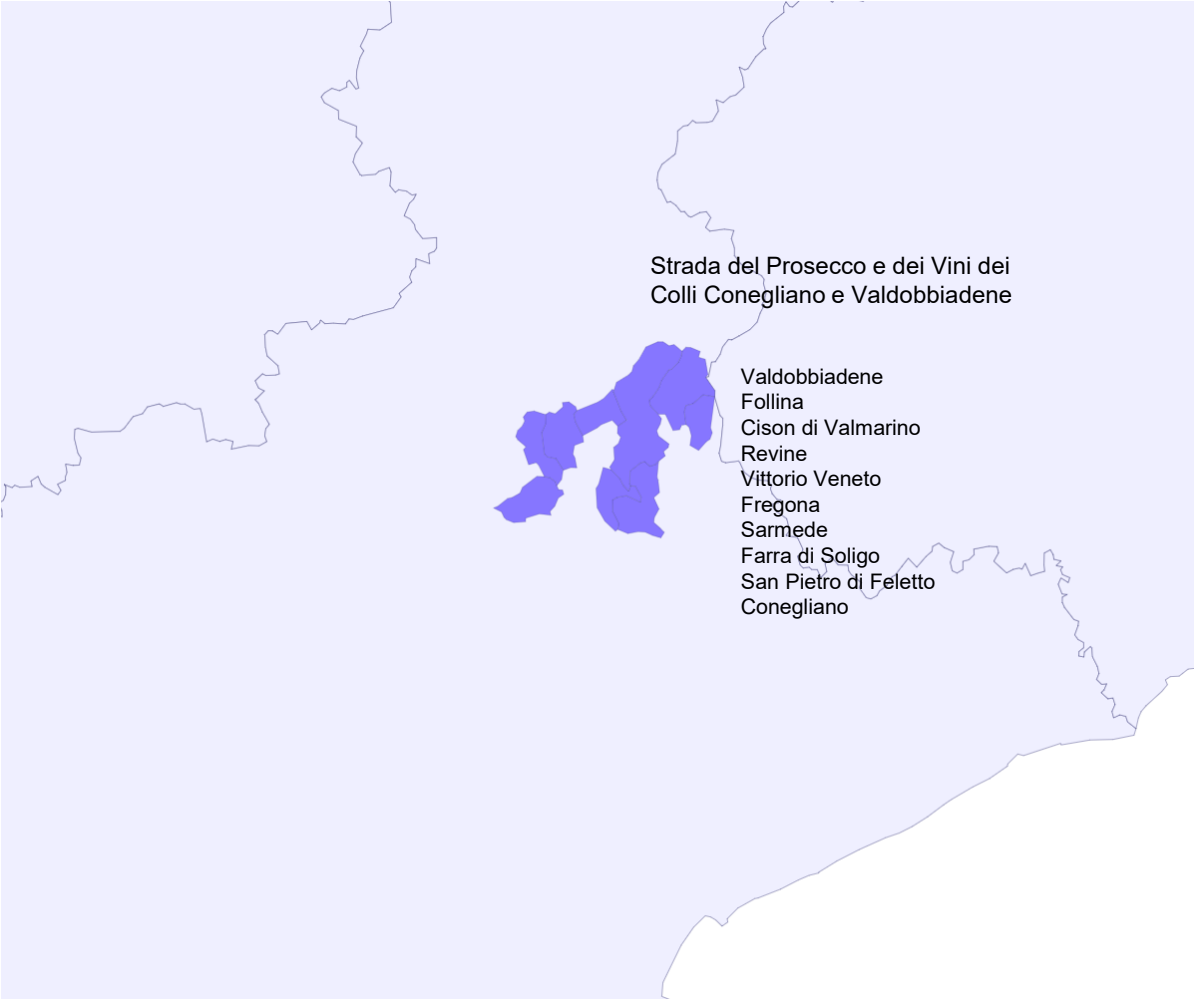 Strada del Prosecco e dei Vini dei
Colli Conegliano e Valdobbiadene
Valdobbiadene
Follina
Cison di Valmarino
Revine
Vittorio Veneto
Fregona
Sarmede
Farra di Soligo
San Pietro di Feletto
Conegliano